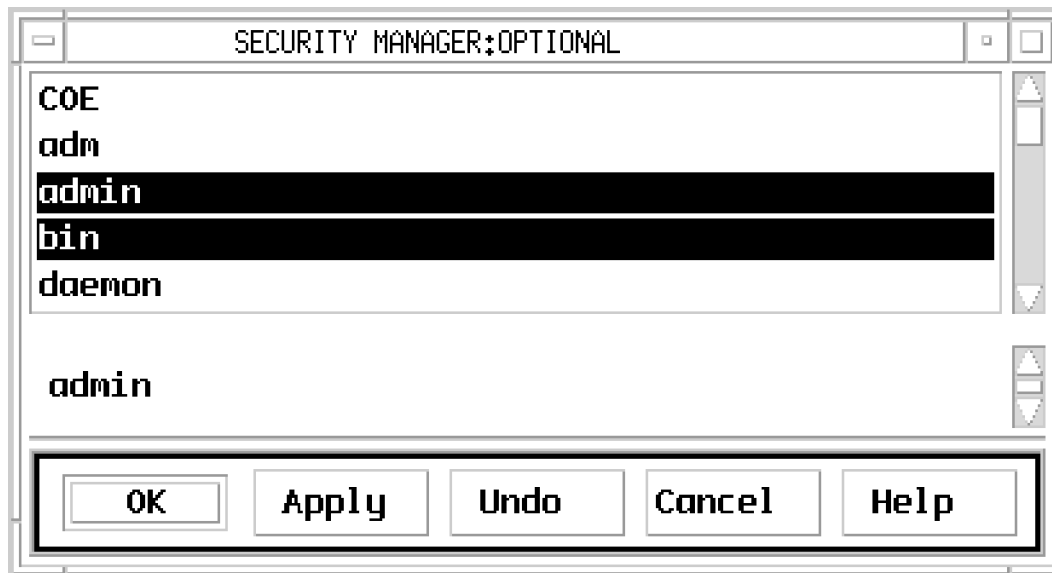 SECURITY MANAGER:OPTIONAL
COE
adm
admin
bin
daemon
admin
OK Apply Undo Cancel Help